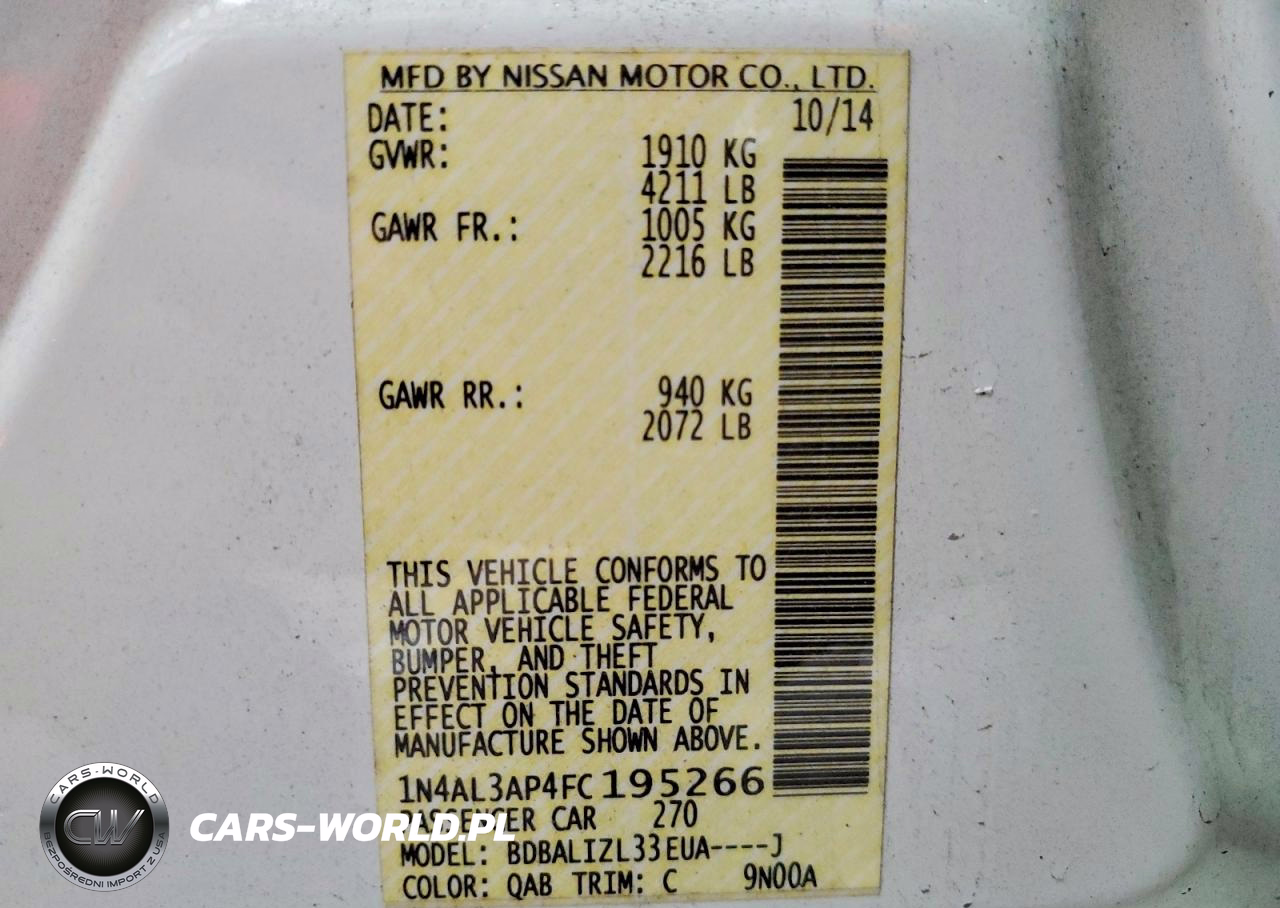 MFD BY NISSAN MOTOR CO., LTD.
DATE: 10/14
GVWR: 1910 KG
4211 LB
GAWR FR.: 1005 KG
2216 LB
GAWR RR.: 940 KG
2072 LB
THIS VEHICLE CONFORMS TO
ALL APPLICABLE FEDERAL
MOTOR VEHICLE SAFETY,
BUMPER, AND THEFT
PREVENTION STANDARDS IN
EFFECT ON THE DATE OF
MANUFACTURE SHOWN ABOVE.
1N4AL3AP4FC195266
PASSENGER CAR 270
MODEL: BDBALIZL33EUA----J
COLOR: QAB TRIM: C 9N00A
CARS-WORLD
CW
BEZPOŚREDNI IMPORT Z USA
CARS-WORLD.PL